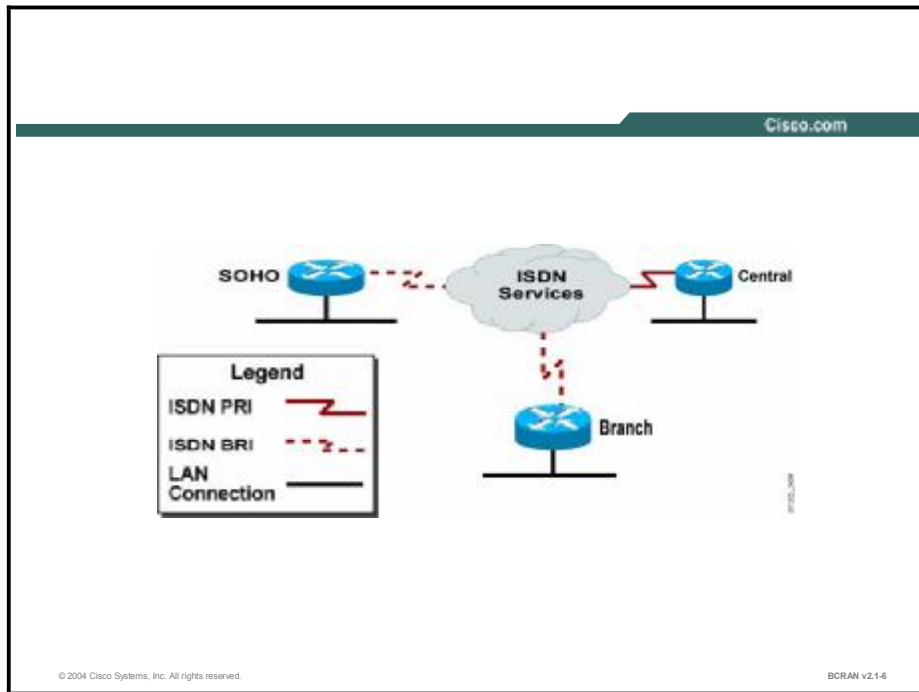 Cisco.com
SOHO
ISDN
Services
Central
Branch
Legend
ISDN PRI
ISDN BRI
LAN
Connection
© 2004 Cisco Systems, Inc. All rights reserved.
BCRAN v2.1-6